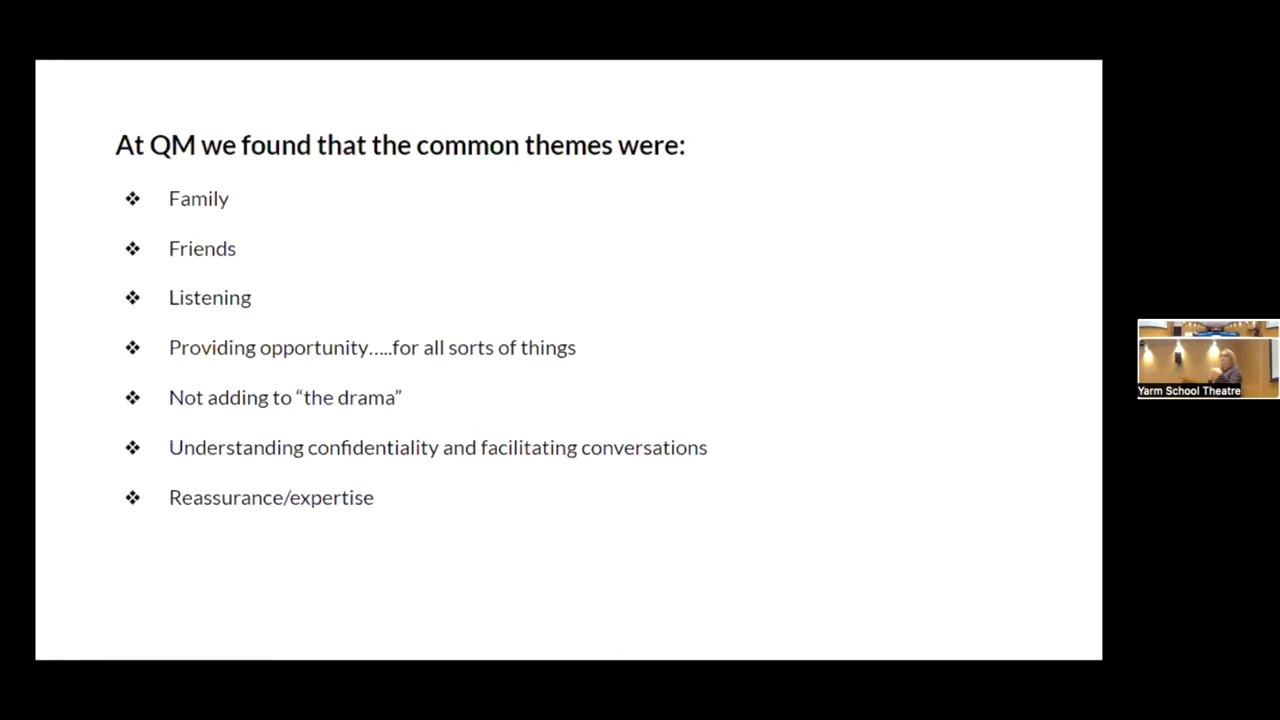 At QM we found that the common themes were:
❖ Family
❖ Friends
❖ Listening
❖ Providing opportunity…..for all sorts of things
❖ Not adding to “the drama”
❖ Understanding confidentiality and facilitating conversations
❖ Reassurance/expertise
Yarm School Theatre